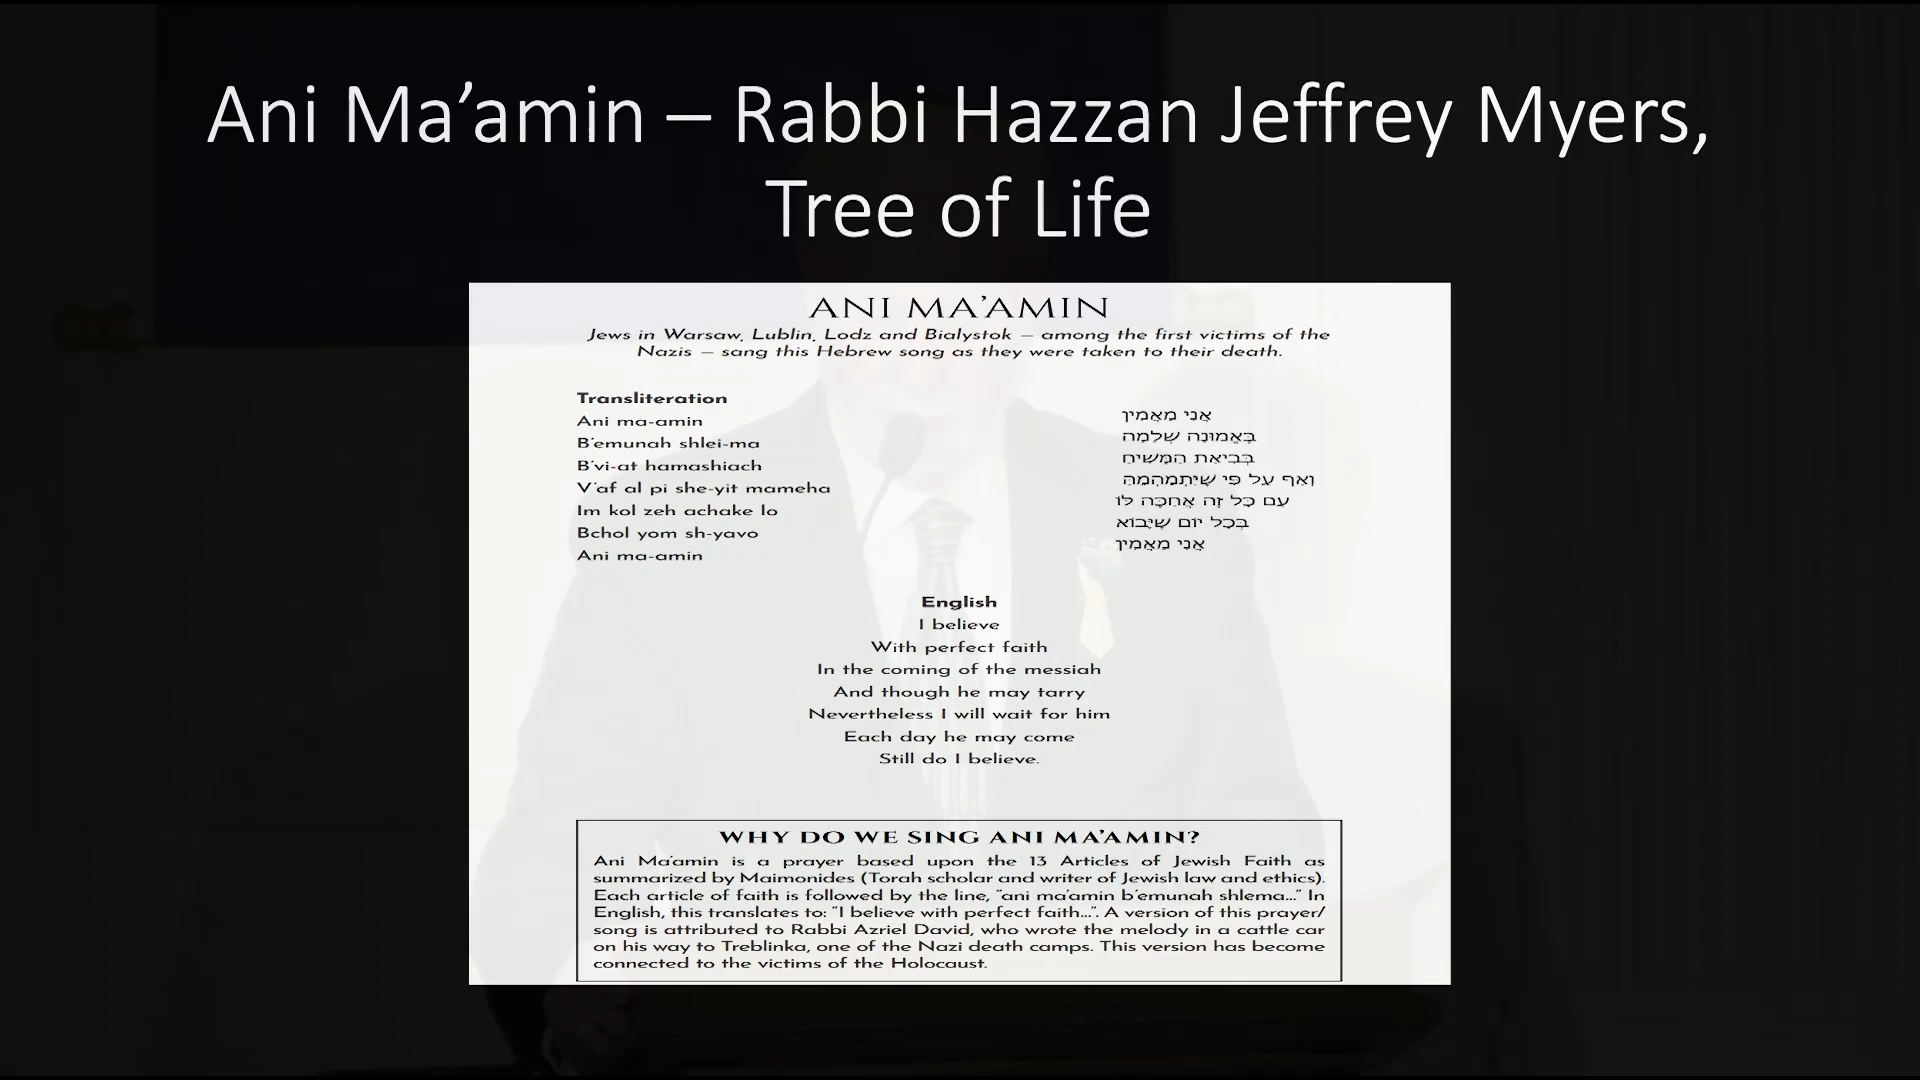 Ani Ma’amin – Rabbi Hazzan Jeffrey Myers,
Tree of Life
ANI MA’AMIN
Jews in Warsaw, Lublin, Lodz and Bialystok – among the first victims of the
Nazis – sang this Hebrew song as they were taken to their death.
Transliteration
Ani ma-amin
B’emunah shlei-ma
B’vi-at hamashiach
V’af al pi she-yit mameha
Im kol zeh achake lo
Bchol yom sh-yavo
Ani ma-amin
אֲנִי מַאֲמִין
בֶּאֱמוּנָה שְׁלֵמָה
בְּבִיאַת הַמָּשִׁיחַ
וְאַף עַל פִּי שֶׁיִּתְמַהְמֵהַּ
עִם כָּל זֶה אֲחַכֶּה לּוֹ
בְּכָל יוֹם שֶׁיָּבוֹא
אֲנִי מַאֲמִין
English
I believe
With perfect faith
In the coming of the messiah
And though he may tarry
Nevertheless I will wait for him
Each day he may come
Still do I believe.
WHY DO WE SING ANI MA’AMIN?
Ani Ma’amin is a prayer based upon the 13 Articles of Jewish Faith as
summarized by Maimonides (Torah scholar and writer of Jewish law and ethics).
Each article of faith is followed by the line, “ani ma’amin b’emunah shlema...” In
English, this translates to: “I believe with perfect faith...”. A version of this prayer/
song is attributed to Rabbi Azriel David, who wrote the melody in a cattle car
on his way to Treblinka, one of the Nazi death camps. This version has become
connected to the victims of the Holocaust.